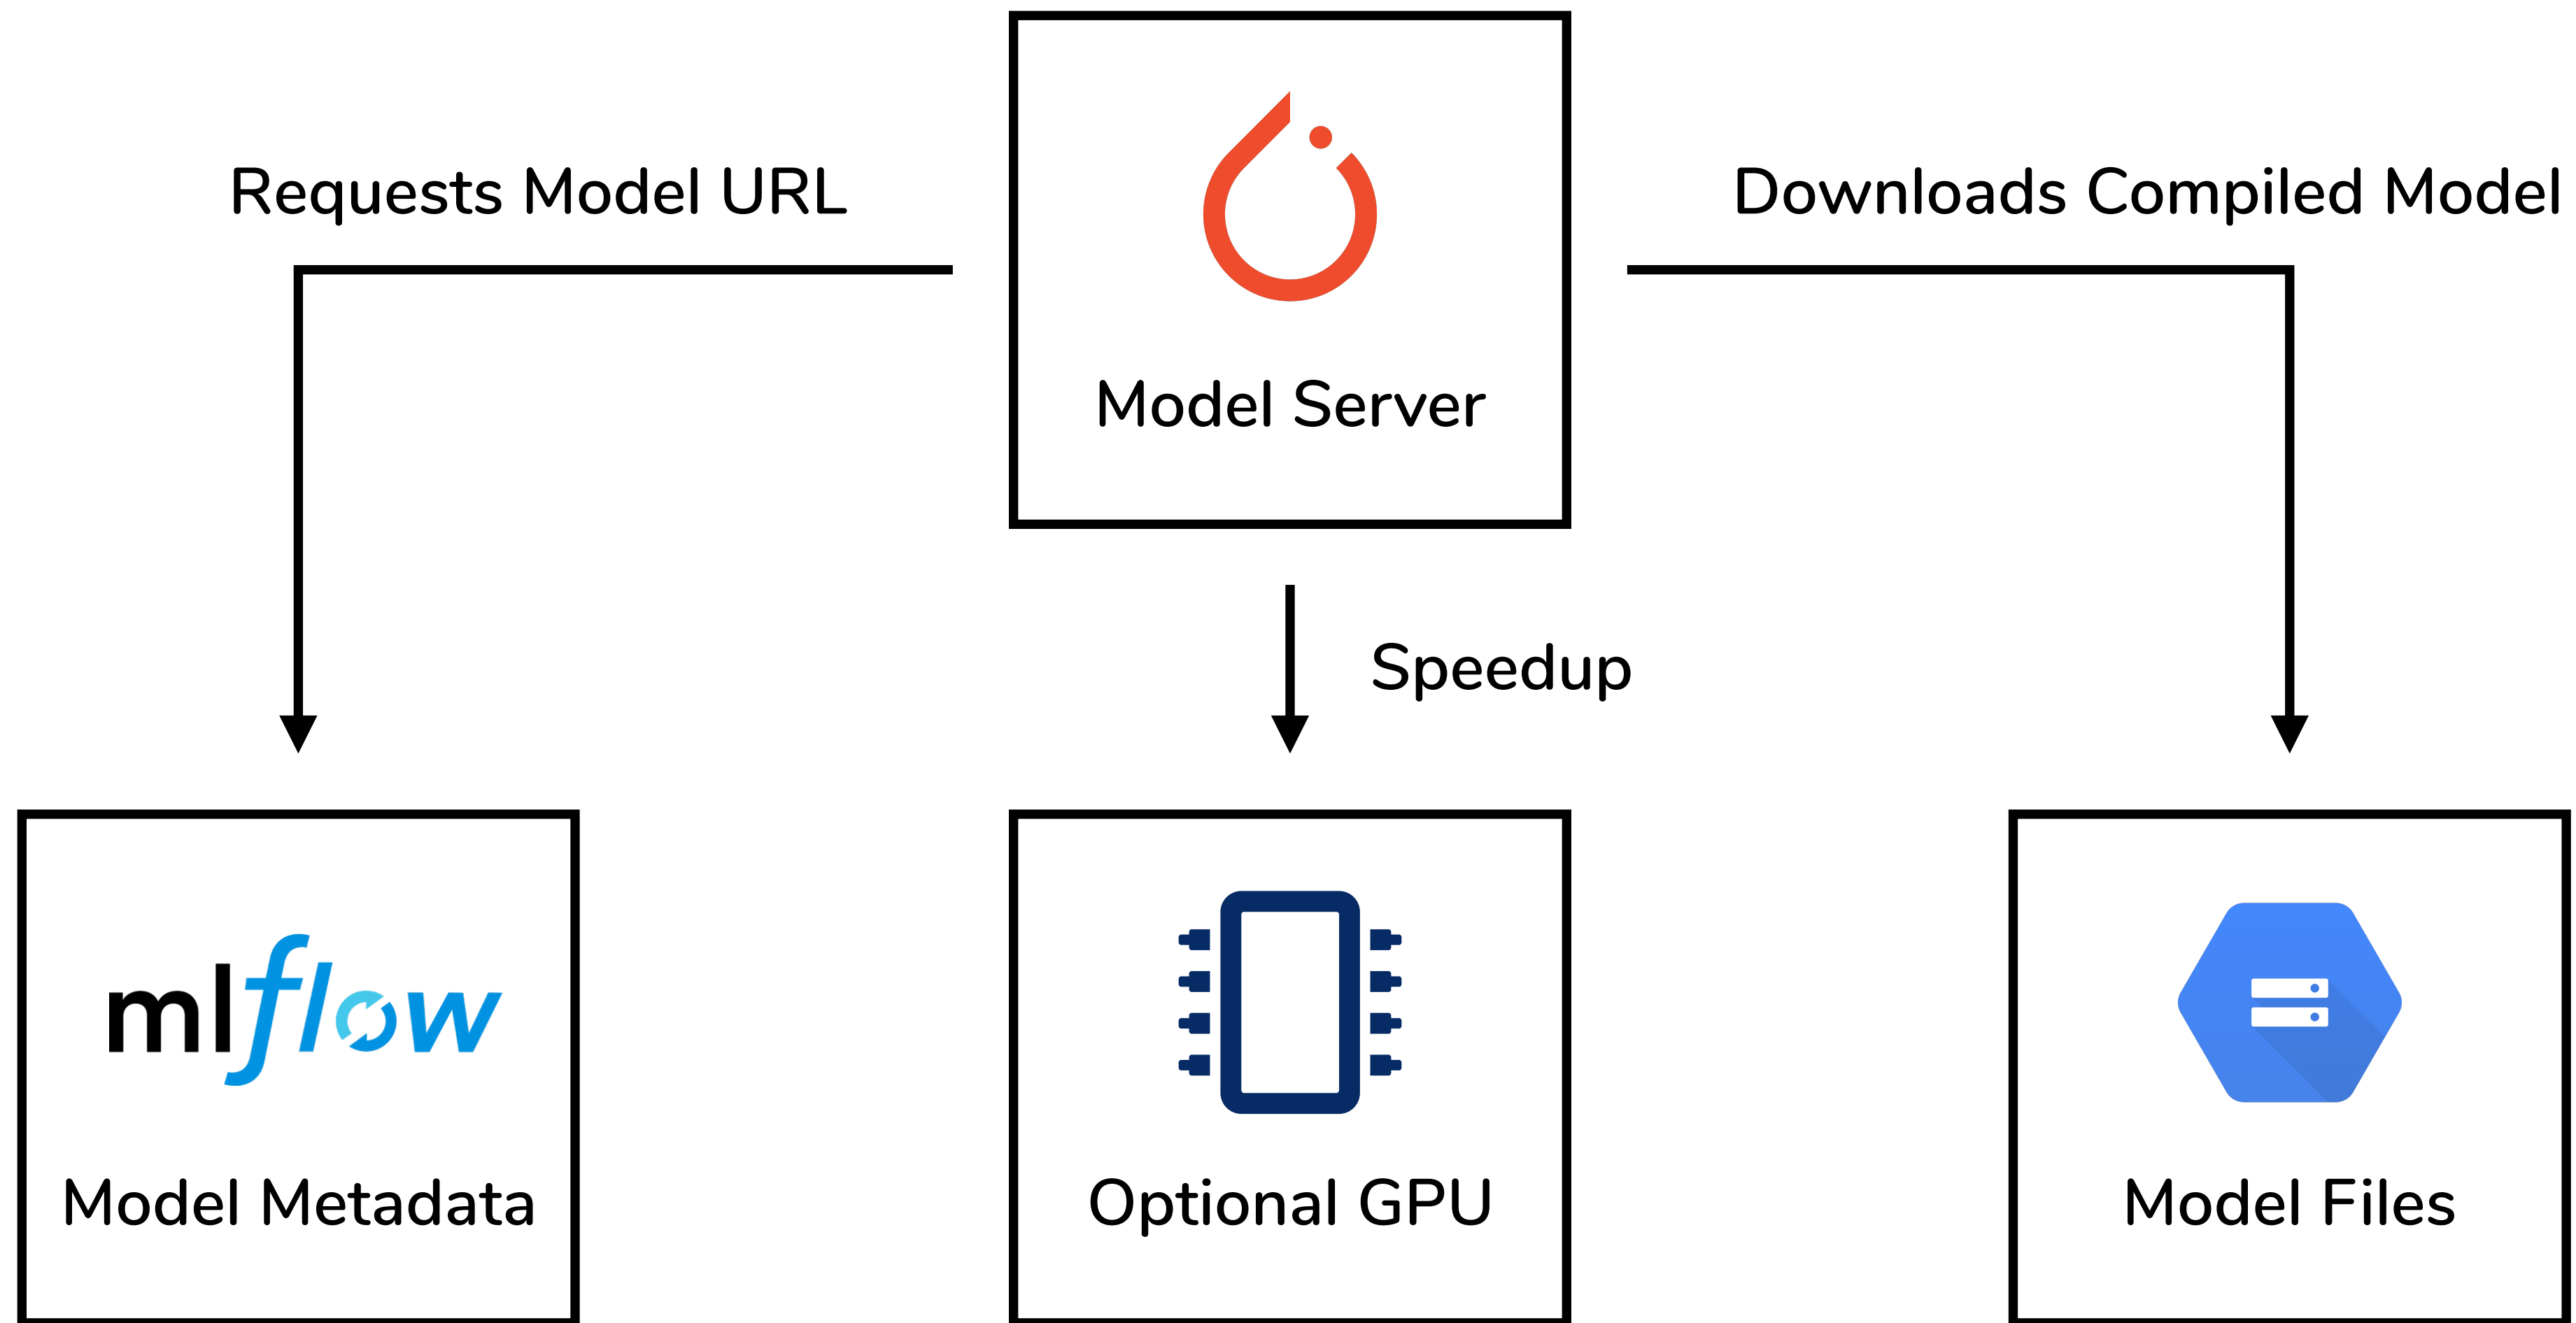 Requests Model URL
Downloads Compiled Model
Model Server
Speedup
mlflow
Model Metadata
Optional GPU
Model Files